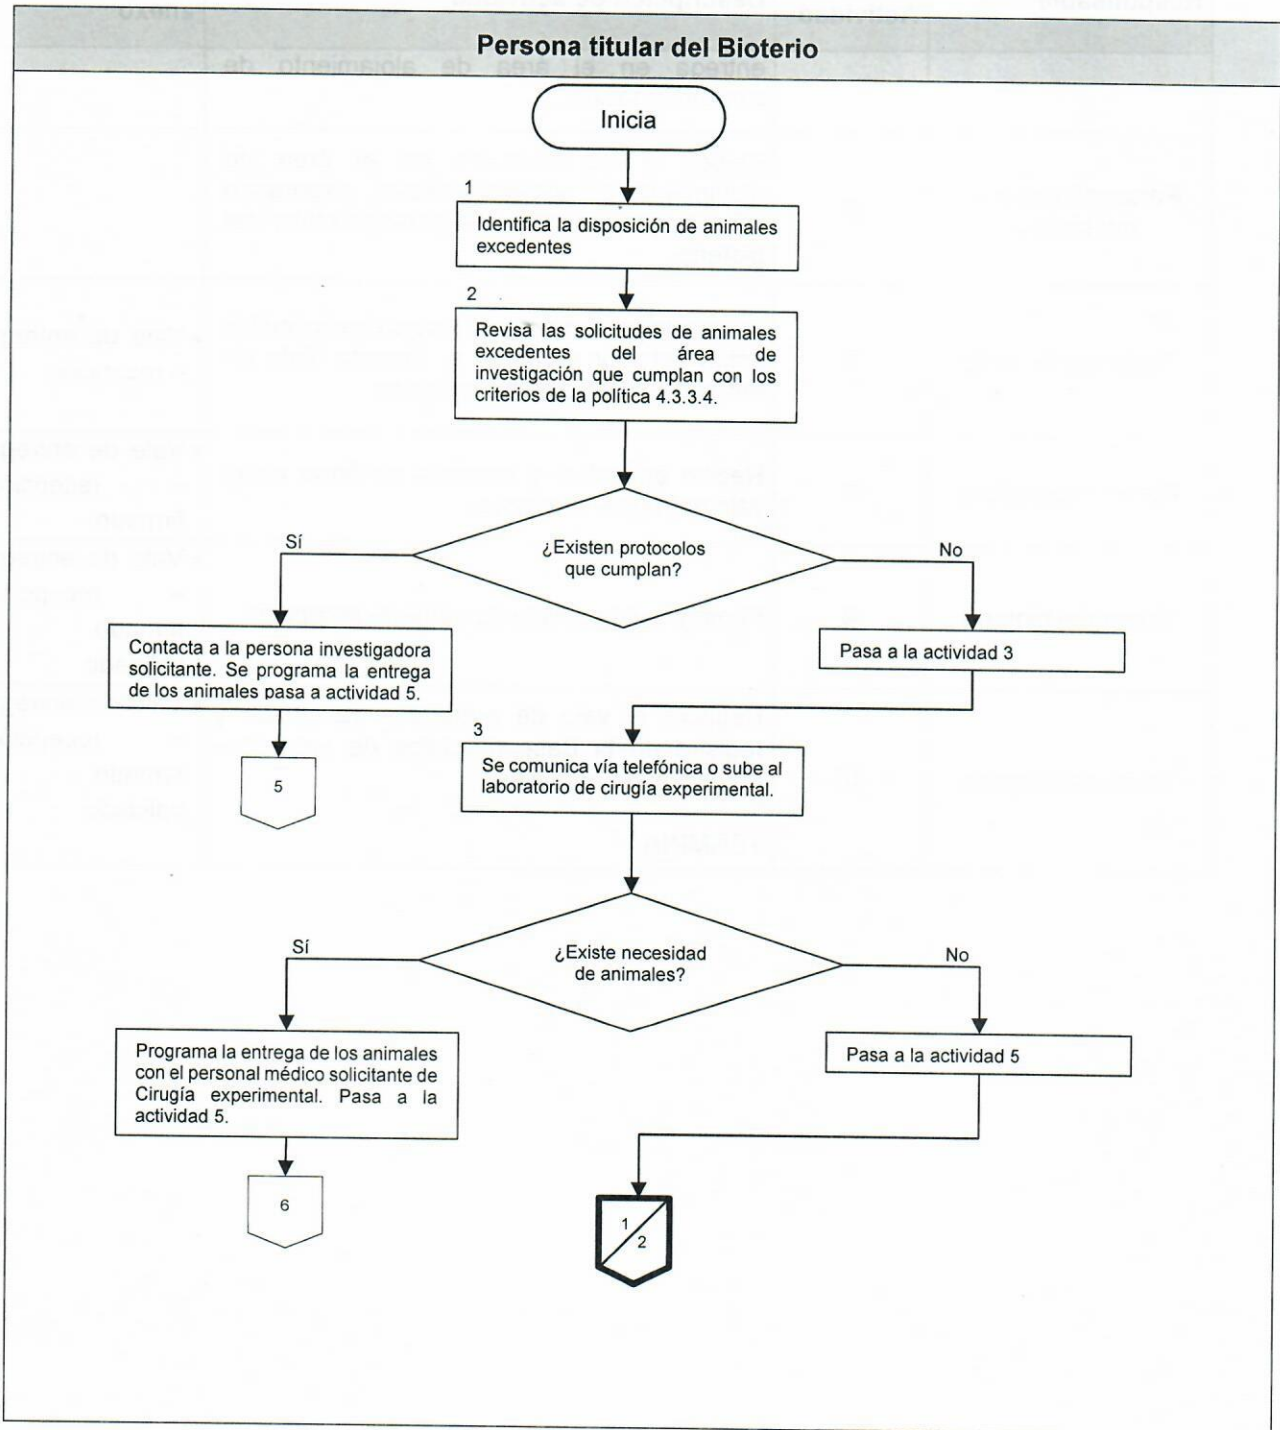 Persona titular del Bioterio
Inicia
1
Identifica la disposición de animales
excedentes
2
Revisa las solicitudes de animales
excedentes del área de
investigación que cumplan con los
criterios de la política 4.3.3.4.
¿Existen protocolos
que cumplan?
Sí
No
Contacta a la persona investigadora
solicitante. Se programa la entrega
de los animales pasa a actividad 5.
Pasa a la actividad 3
5
3
Se comunica vía telefónica o sube al
laboratorio de cirugía experimental.
¿Existe necesidad
de animales?
Sí
No
Programa la entrega de los animales
con el personal médico solicitante de
Cirugía experimental. Pasa a la
actividad 5.
Pasa a la actividad 5
6
1
2